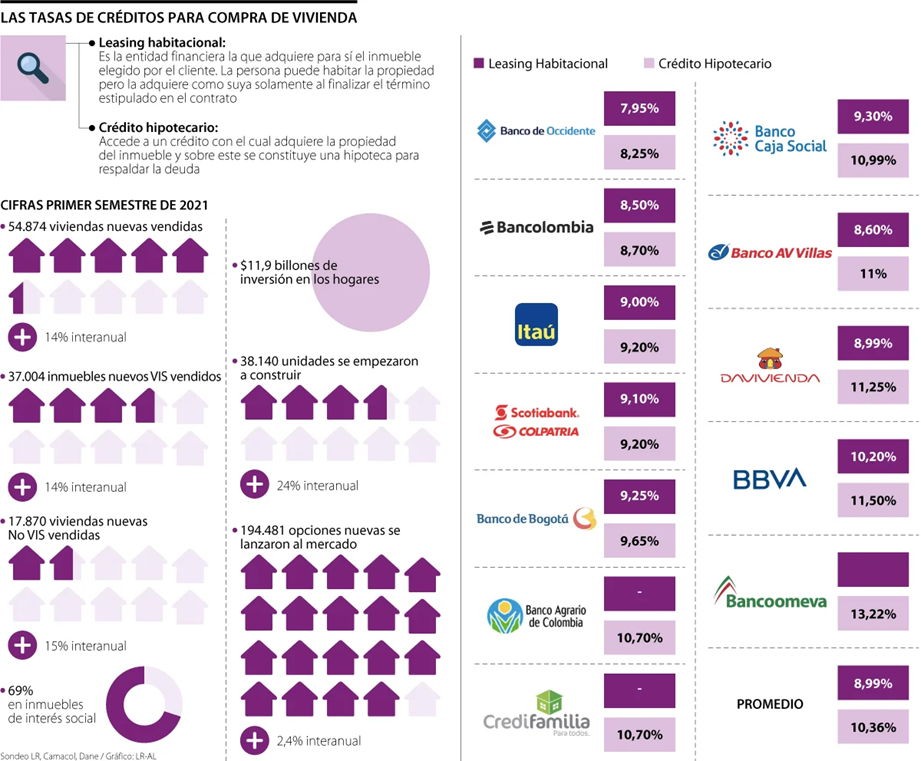 LAS TASAS DE CRÉDITOS PARA COMPRA DE VIVIENDA
Leasing habitacional:
Es la entidad financiera la que adquiere para sí el inmueble
elegido por el cliente. La persona puede habitar la propiedad
pero la adquiere como suya solamente al finalizar el término
estipulado en el contrato
Crédito hipotecario:
Accede a un crédito con el cual adquiere la propiedad
del inmueble y sobre este se constituye una hipoteca para
respaldar la deuda
CIFRAS PRIMER SEMESTRE DE 2021
54.874 viviendas nuevas vendidas
14% interanual
37.004 inmuebles nuevos VIS vendidos
14% interanual
17.870 viviendas nuevas
No VIS vendidas
15% interanual
69%
en inmuebles
de interés social
$11,9 billones de
inversión en los hogares
38.140 unidades se empezaron
a construir
24% interanual
194.481 opciones nuevas se
lanzaron al mercado
2,4% interanual
Sondeo LR, Camacol, Dane / Gráfico: LR-AL
Leasing Habitacional
Crédito Hipotecario
Banco de Occidente
7,95%
8,25%
Bancolombia
8,50%
8,70%
Itaú
9,00%
9,20%
Scotiabank
COLPATRIA
9,10%
9,20%
Banco de Bogotá
9,25%
9,65%
Banco Agrario
de Colombia
-
10,70%
Credifamilia
Para todos.
-
10,70%
Banco
Caja Social
9,30%
10,99%
Banco AV Villas
8,60%
11%
DAVIVIENDA
8,99%
11,25%
BBVA
10,20%
11,50%
Bancoomeva
13,22%
PROMEDIO
8,99%
10,36%